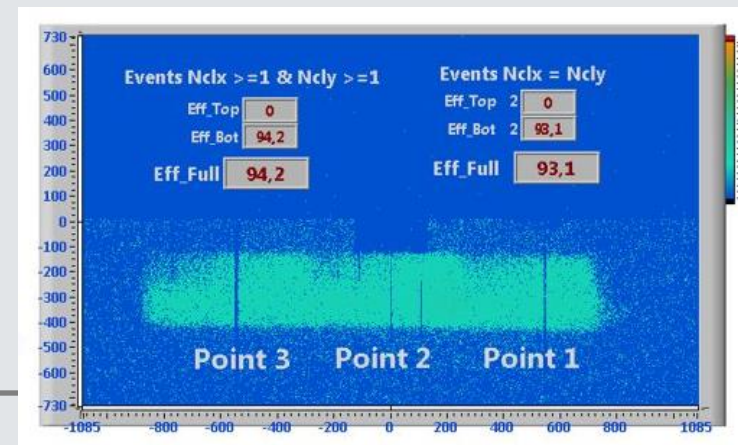 730
600
500
400
300
200
100
0
-100
-200
-300
-400
-500
-600
-730
Events Nclx >=1 & Ncly >=1
Eff_Top 0
Eff_Bot 94,2
Eff_Full 94,2
Events Nclx = Ncly
Eff_Top 2 0
Eff_Bot 2 93,1
Eff_Full 93,1
Point 3 Point 2 Point 1
-1085 -800 -600 -400 -200 0 200 400 600 800 1085